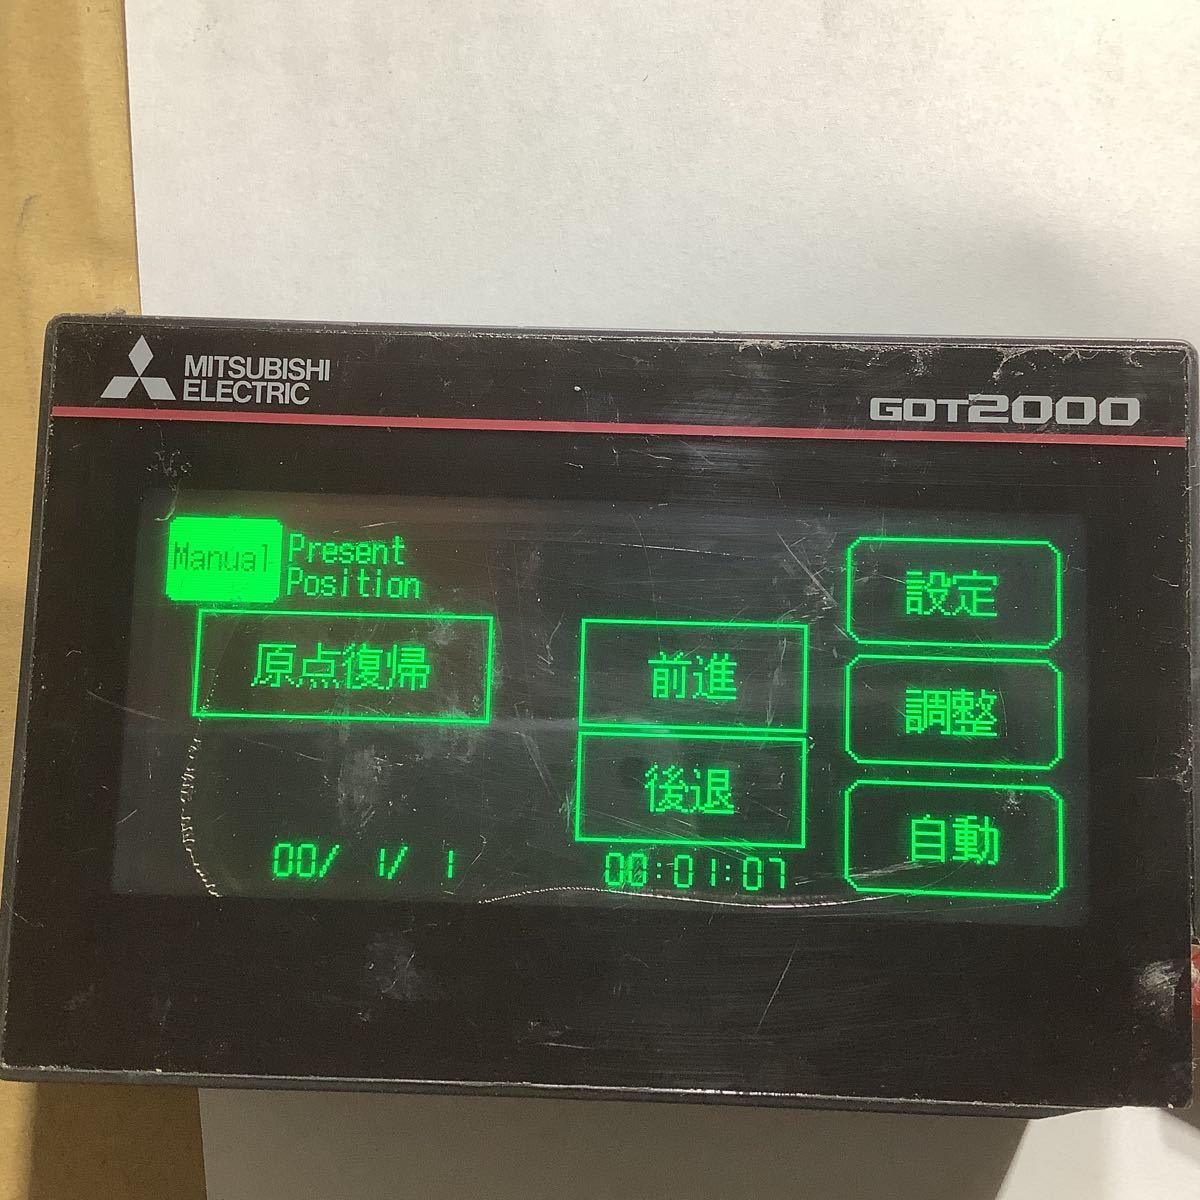 MITSUBISHI
ELECTRIC
GOT2000
Manual
Present
Position
設定
原点復帰
前進
調整
後退
自動
00/ 1/ 1
00:01:07